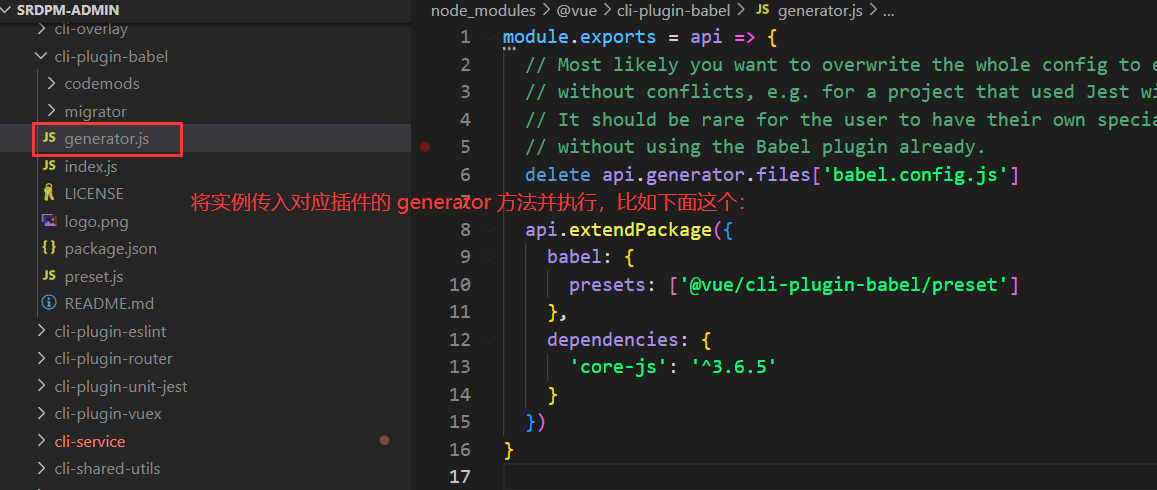 SRDPM-ADMIN
cli-overlay
cli-plugin-babel
codemods
migrator
JS generator.js
JS index.js
LICENSE
logo.png
{} package.json
JS preset.js
README.md
cli-plugin-eslint
cli-plugin-router
cli-plugin-unit-jest
cli-plugin-vuex
cli-service
cli-shared-utils
将实例传入对应插件的 generator 方法并执行，比如下面这个：
node_modules > @vue > cli-plugin-babel > JS generator.js > ...
1 module.exports = api => {
2 // Most likely you want to overwrite the whole config to
3 // without conflicts, e.g. for a project that used Jest
4 // It should be rare for the user to have their own
5 // without using the Babel plugin already.
6 delete api.generator.files['babel.config.js']
7
8 api.extendPackage({
9 babel: {
10 presets: ['@vue/cli-plugin-babel/preset']
11 },
12 dependencies: {
13 'core-js': '^3.6.5'
14 }
15 })
16 }
17